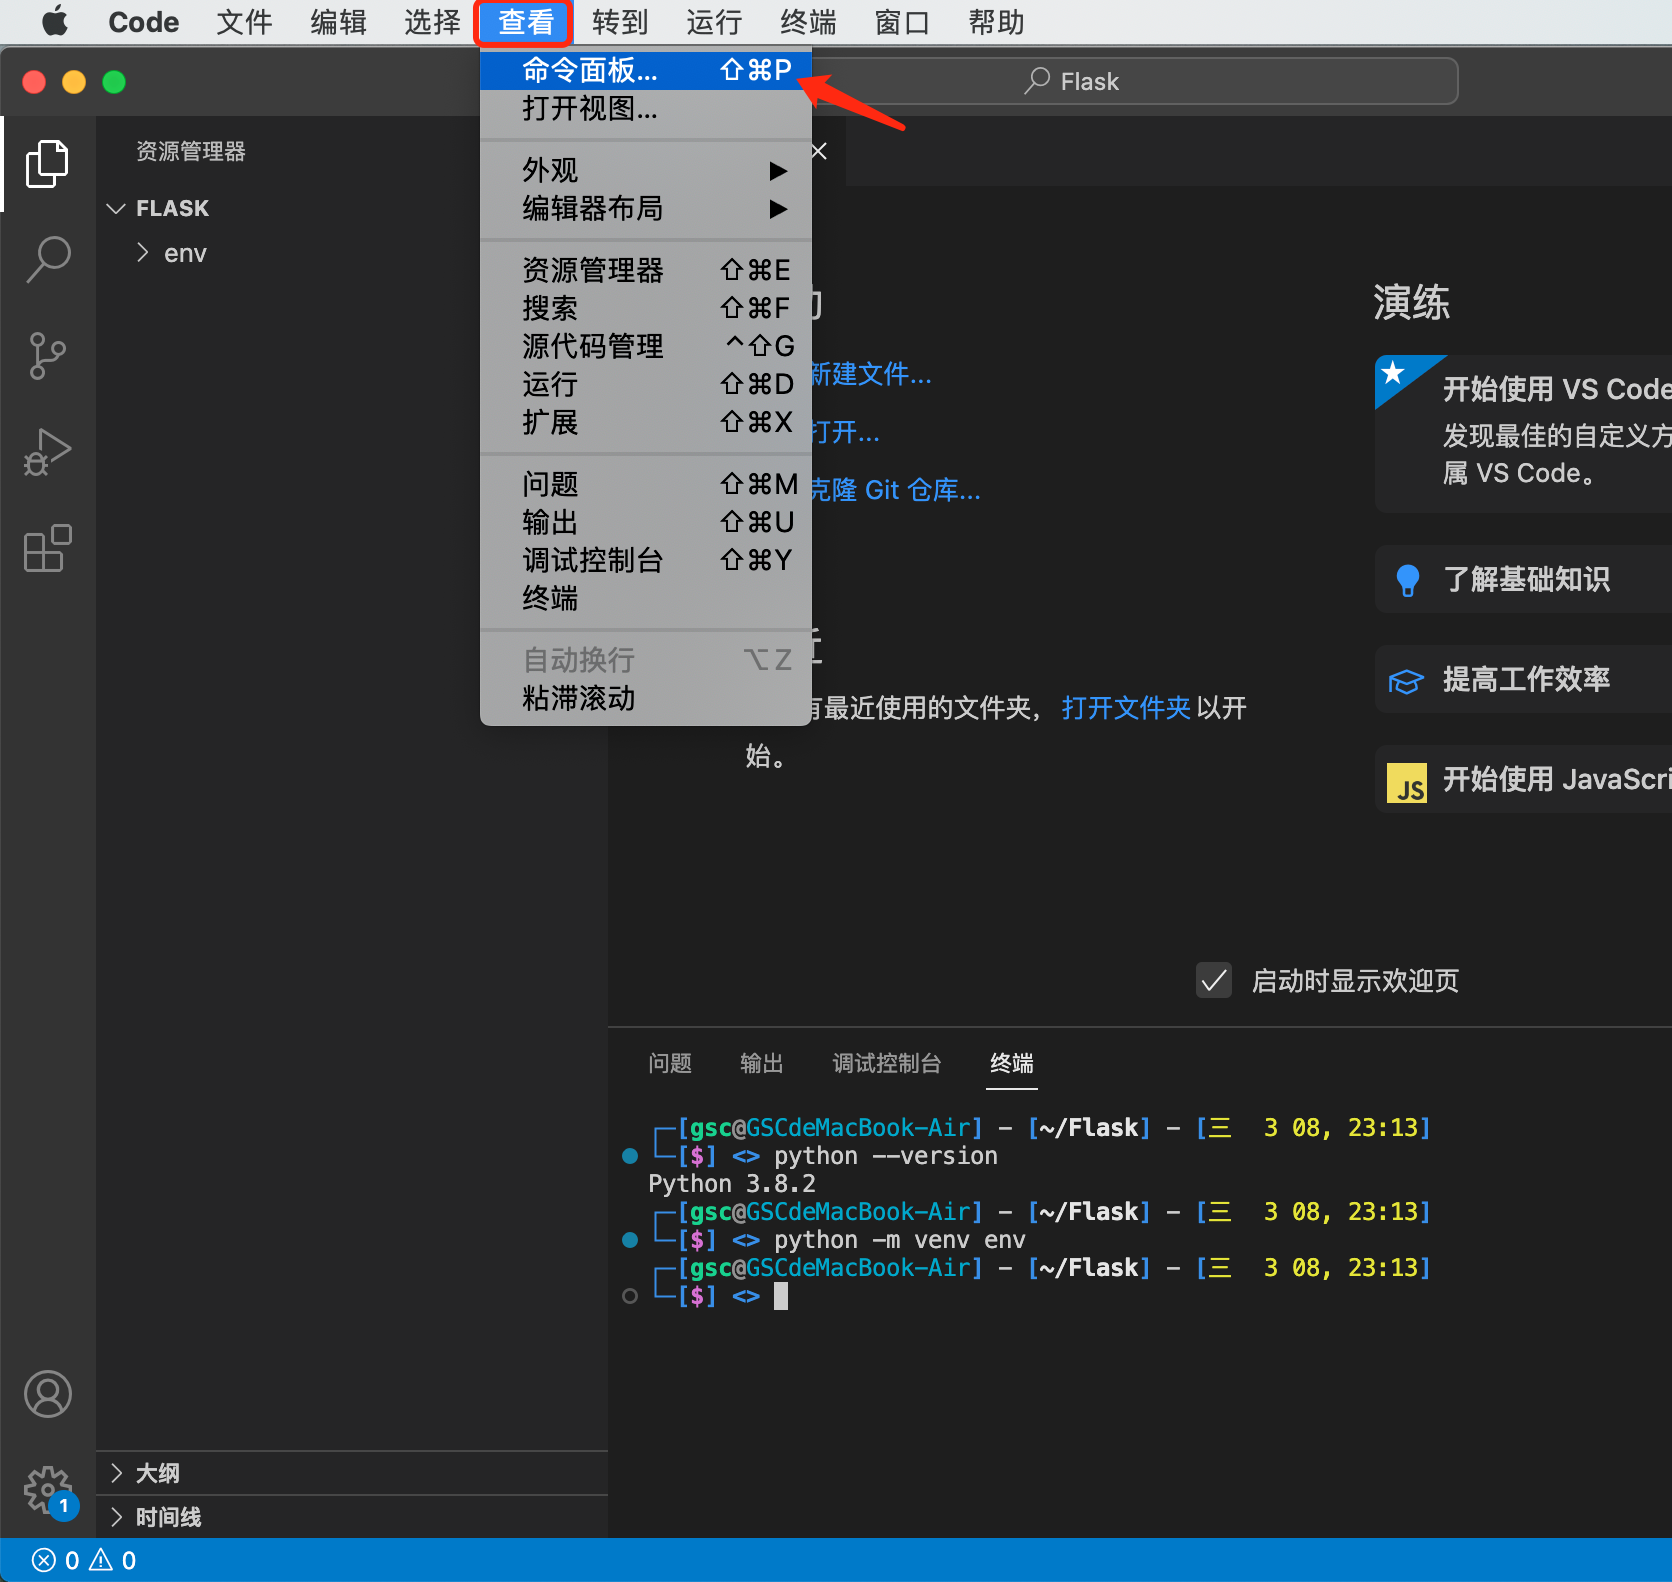 Code 文件 编辑 选择 查看 转到 运行 终端 窗口 帮助
Flask
命令面板... ⇧⌘P
打开视图...
外观 ▶
编辑器布局 ▶
资源管理器 ⇧⌘E
搜索 ⇧⌘F
源代码管理 ^⇧G
运行 ⇧⌘D
扩展 ⇧⌘X
问题 ⇧⌘M
输出 ⇧⌘U
调试控制台 ⇧⌘Y
终端
自动换行 ⌥Z
粘滞滚动
资源管理器
FLASK
env
大纲
时间线
新建文件...
打开...
克隆 Git 仓库...
有最近使用的文件夹，打开文件夹以开
始。
演练
开始使用 VS Code
发现最佳的自定义方
属 VS Code。
了解基础知识
提高工作效率
JS 开始使用 JavaScri
启动时显示欢迎页
问题 输出 调试控制台 终端
┌─[gsc@GSCdeMacBook-Air] - [~/Flask] - [三  3 08, 23:13]
└─[$] <> python --version
Python 3.8.2
┌─[gsc@GSCdeMacBook-Air] - [~/Flask] - [三  3 08, 23:13]
└─[$] <> python -m venv env
┌─[gsc@GSCdeMacBook-Air] - [~/Flask] - [三  3 08, 23:13]
└─[$] <>
1
0 0